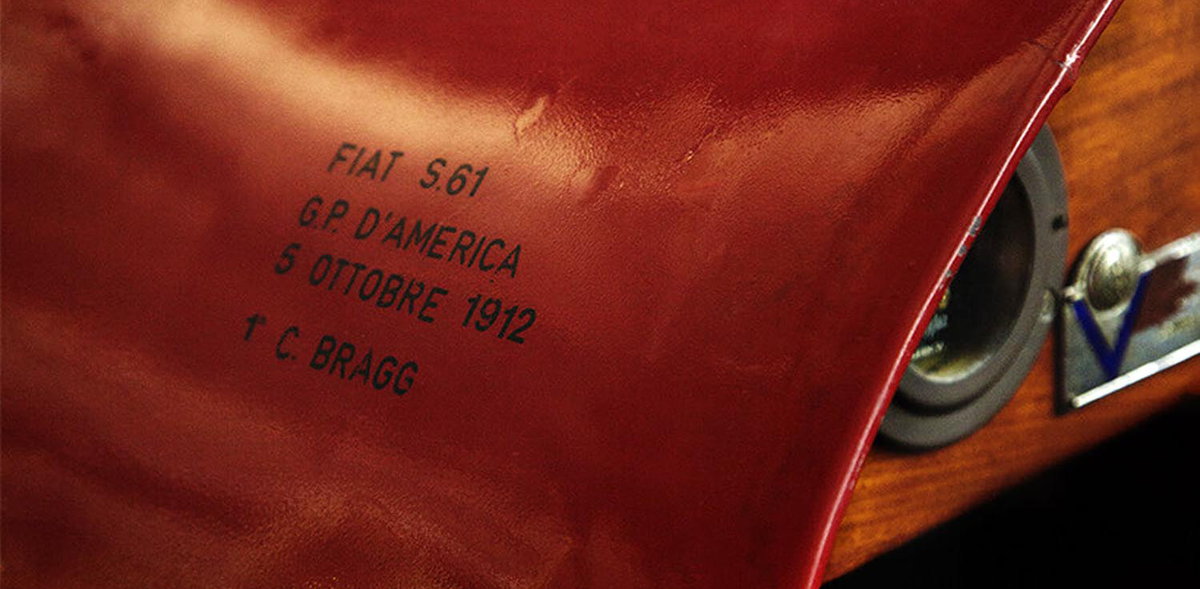 FIAT S.61
G.P. D'AMERICA
5 OTTOBRE 1912
1° C. BRAGG
V